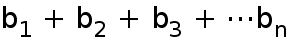 b₁ + b₂ + b₃ + ⋯bₙ